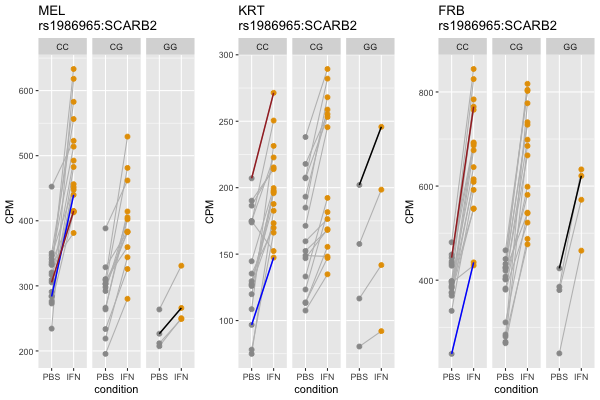 MEL
rs1986965:SCARB2
CC
CG
GG
600
500
400
300
200
CPM
PBS IFN
PBS IFN
PBS IFN
condition
KRT
rs1986965:SCARB2
CC
CG
GG
300
250
200
150
100
CPM
PBS IFN
PBS IFN
PBS IFN
condition
FRB
rs1986965:SCARB2
CC
CG
GG
800
600
400
CPM
PBS IFN
PBS IFN
PBS IFN
condition